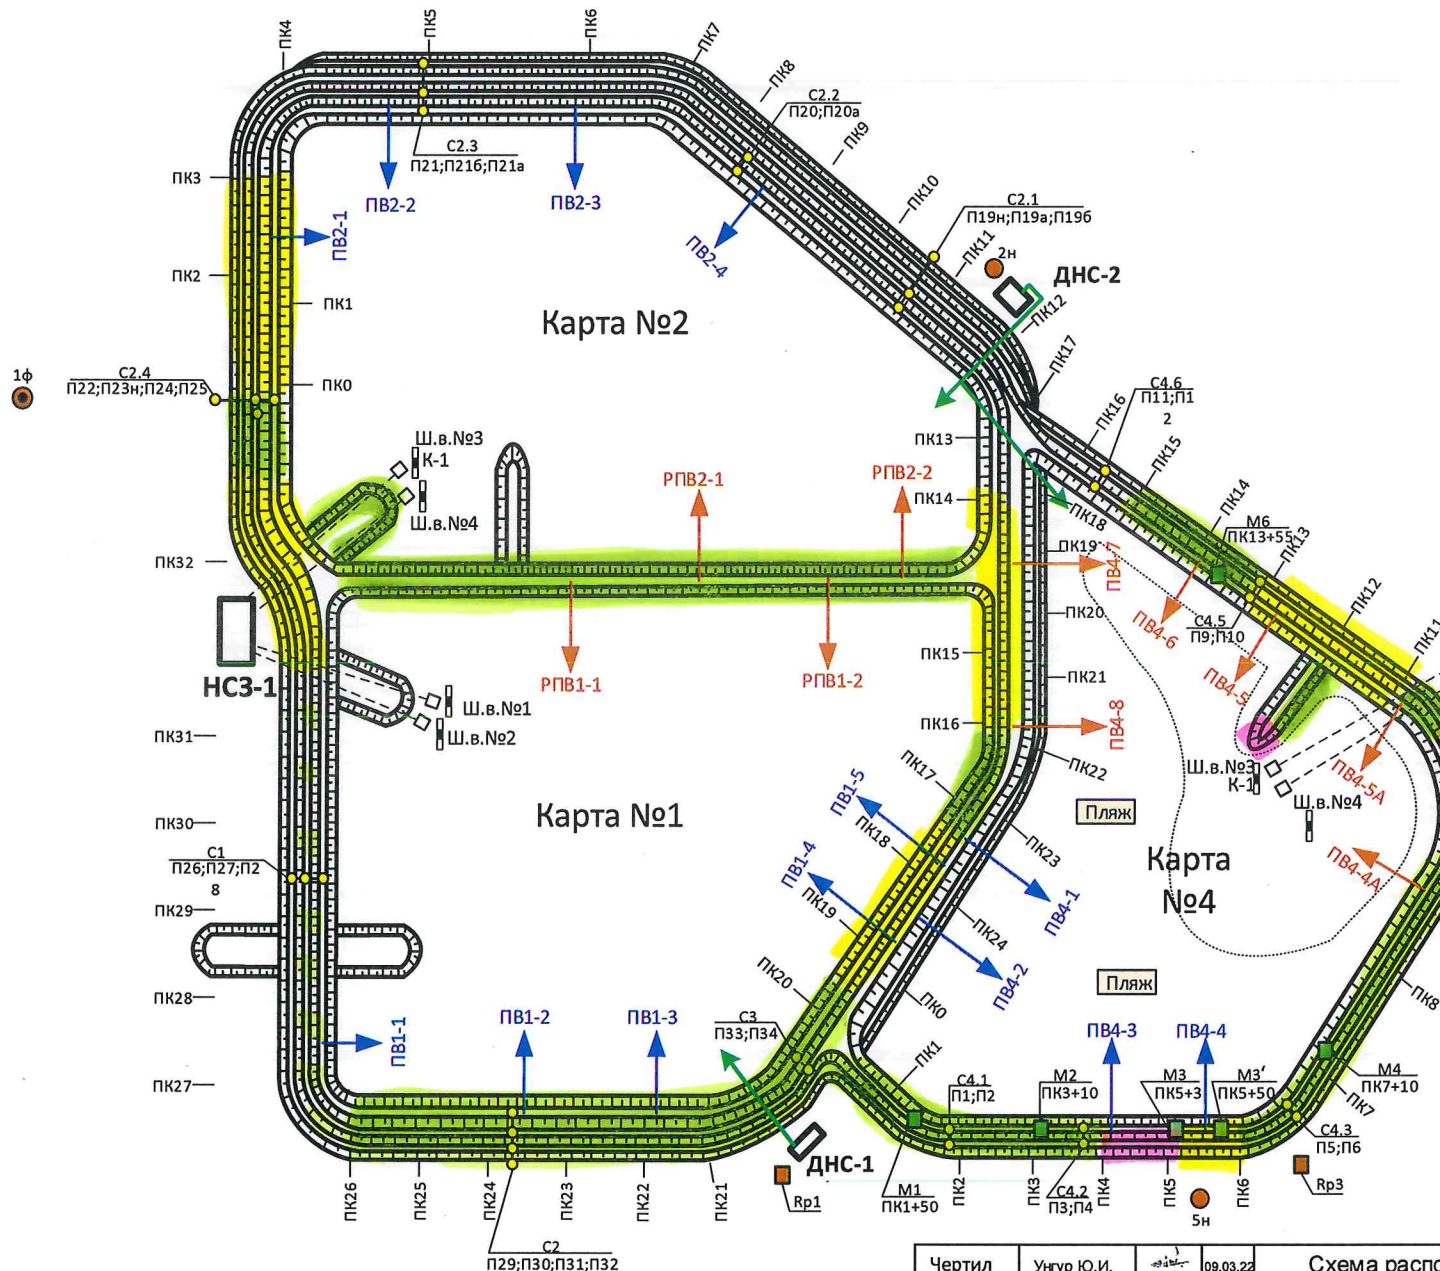 ПК4
ПК5
ПК6
ПК7
ПК8
С2.2
П20;П20а
ПК9
С2.3
П21;П21б;П21а
ПК3
ПВ2-2
ПВ2-3
ПВ2-4
ПК10
С2.1
П19н;П19а;П19б
ПК11
2н
ДНС-2
ПВ2-1
ПК2
ПК1
ПК12
Карта №2
ПК17
1ф
С2.4
П22;П23н;П24;П25
ПК0
ПК16
С4.6
П11;П1
2
ПК15
Ш.в.№3
К-1
ПК13
РПВ2-1
РПВ2-2
ПК14
ПК14
Ш.в.№4
ПК18
М6
ПК13+55
ПК13
ПК32
ПК19
ПВ4-7
ПК12
ПК20
ПВ4-6
С4.5
П9;П10
ПК11
НСЗ-1
РПВ1-1
РПВ1-2
ПК15
ПК21
ПВ4-5
Ш.в.№1
Ш.в.№2
ПК31
ПК16
ПВ4-8
ПК22
Ш.в.№3
К-1
ПВ4-5А
Ш.в.№4
ПК17
ПВ1-5
Карта №1
Пляж
ПК30
ПК18
ПК23
С1
П26;П27;П2
8
ПВ1-4
Карта
№4
ПВ4-4А
ПК29
ПК19
ПВ4-1
ПК24
ПК28
ПК20
ПВ4-2
ПК0
Пляж
ПК8
ПВ1-1
ПВ1-2
ПВ1-3
С3
П33;П34
ПК1
ПВ4-3
ПВ4-4
ПК27
С4.1
П1;П2
М2
ПК3+10
М3
ПК5+3
М3′
ПК5+50
М4
ПК7+10
ПК7
С4.3
П5;П6
ДНС-1
ПК26
ПК25
ПК24
ПК23
ПК22
ПК21
Rp1
М1
ПК1+50
ПК2
ПК3
С4.2
П3;П4
ПК4
ПК5
5н
ПК6
Rp3
С2
П29;П30;П31;П32
Чертил
Унгур Ю.И.
09.03.22
Схема распо